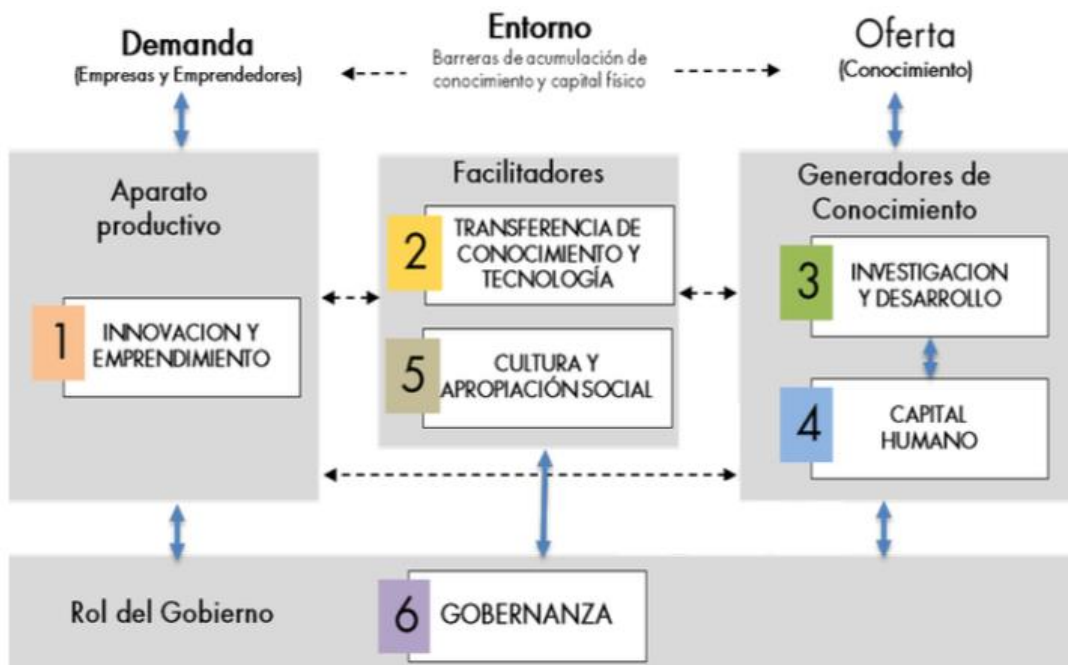 Demanda
(Empresas y Emprendedores)
Entorno
Barreras de acumulación de
conocimiento y capital físico
Oferta
(Conocimiento)
Aparato
productivo
1
INNOVACION Y
EMPRENDIMIENTO
Facilitadores
2
TRANSFERENCIA DE
CONOCIMIENTO Y
TECNOLOGÍA
5
CULTURA Y
APROPIACIÓN SOCIAL
Generadores de
Conocimiento
3
INVESTIGACION
Y DESARROLLO
4
CAPITAL
HUMANO
Rol del Gobierno
6
GOBERNANZA